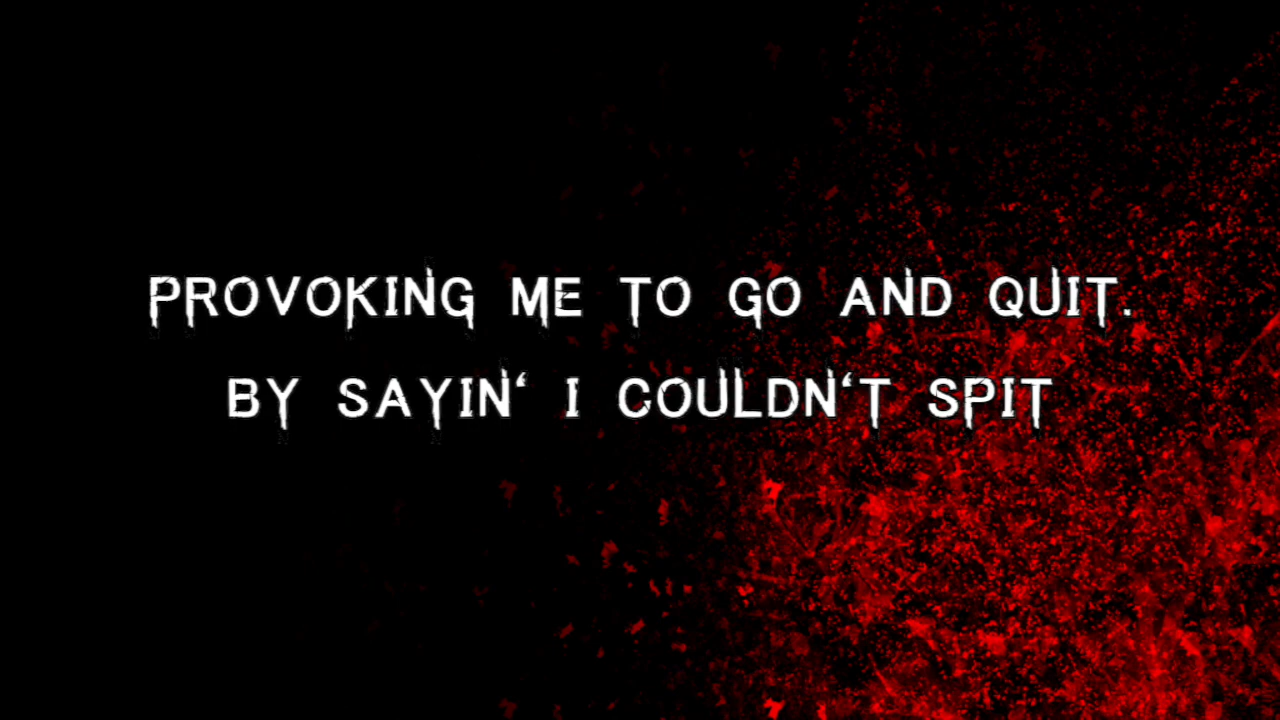 PROVOKING ME TO GO AND QUIT.
BY SAYIN‘ I COULDN‘T SPIT